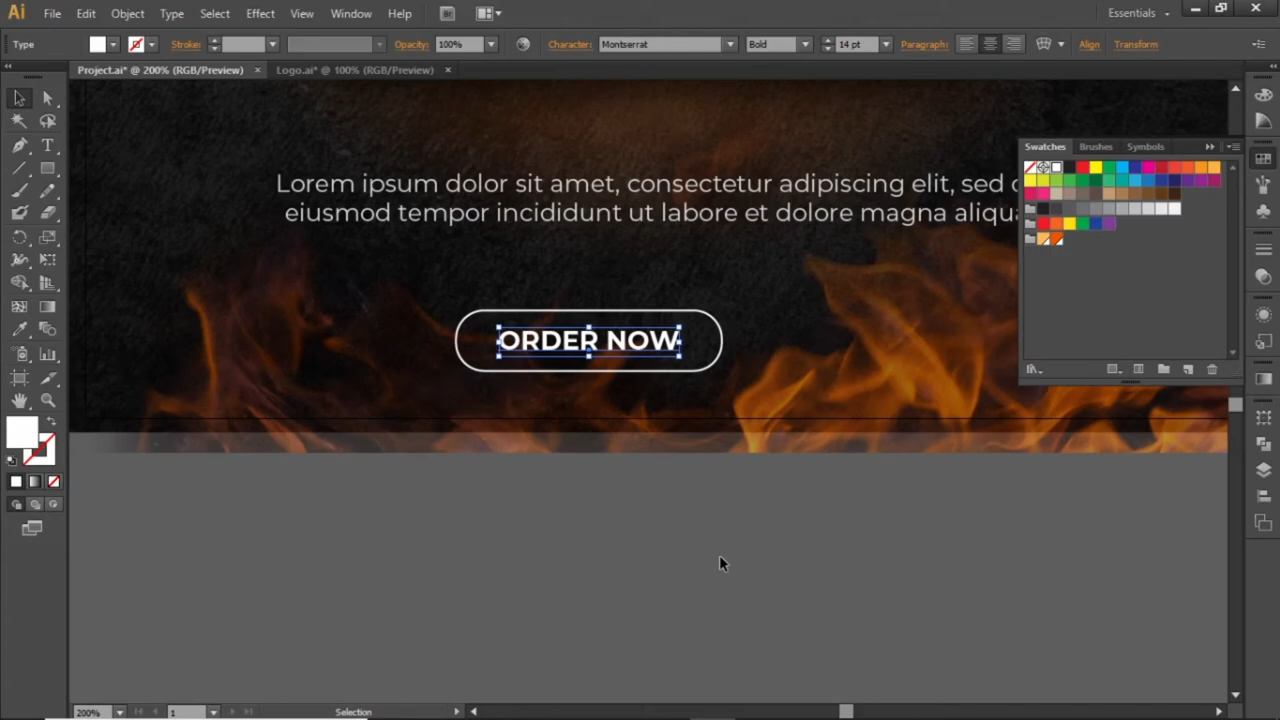 Ai File Edit Object Type Select Effect View Window Help Br Essentials
Type Stroke: Opacity: 100% Character: Montserrat Bold 14 pt Paragraph: Align Transform
Project.ai* @ 200% (RGB/Preview) × Logo.ai* @ 100% (RGB/Preview) ×
Swatches Brushes Symbols
Lorem ipsum dolor sit amet, consectetur adipiscing elit, sed
eiusmod tempor incididunt ut labore et dolore magna aliqua
ORDER NOW
200% 1 Selection